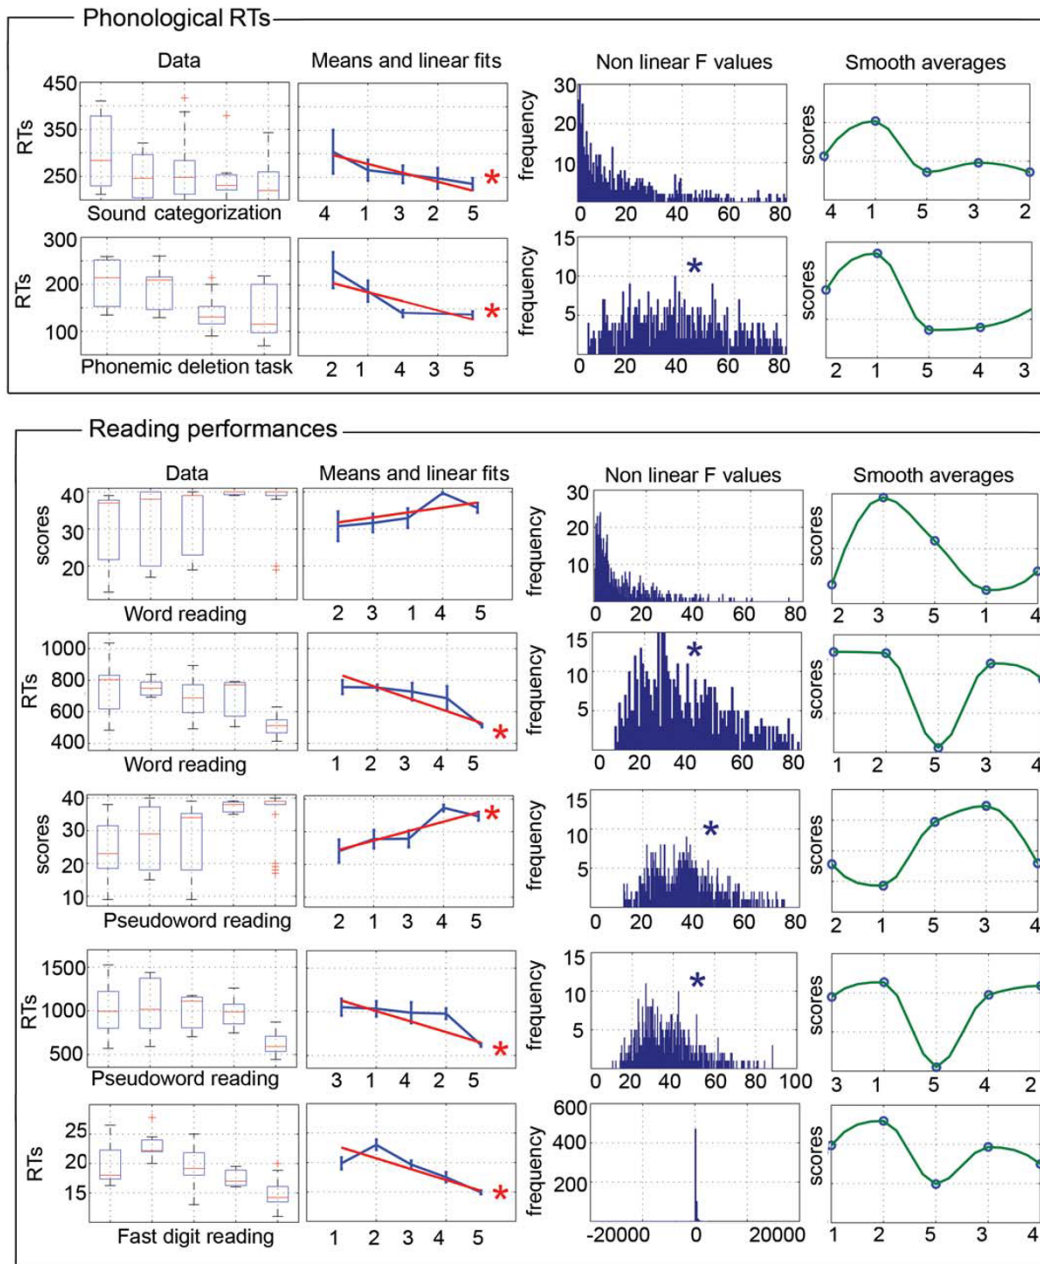 Phonological RTs
Data Means and linear fits Non linear F values Smooth averages
RTs 450 350 250
Sound categorization
4 1 3 2 5 *
frequency 30 20 10
0 20 40 60 80
scores
4 1 5 3 2
RTs 300 200 100
Phonemic deletion task
2 1 4 3 5 *
frequency 15 10 5 *
0 20 40 60 80
scores
2 1 5 4 3
Reading performances
Data Means and linear fits Non linear F values Smooth averages
scores 40 30 20
Word reading
2 3 1 4 5
frequency 30 20 10
0 20 40 60 80
scores
2 3 5 1 4
RTs 1000 800 600 400
Word reading
1 2 3 4 5 *
frequency 15 10 5 *
0 20 40 60 80
scores
1 2 5 3 4
scores 40 30 20 10
Pseudoword reading
2 1 3 4 5 *
frequency 15 10 5 *
0 20 40 60 80
scores
2 1 5 3 4
RTs 1500 1000 500
Pseudoword reading
3 1 4 2 5 *
frequency 15 10 5 *
0 20 40 60 80 100
scores
3 1 5 4 2
RTs 25 20 15
Fast digit reading
1 2 3 4 5 *
frequency 600 400 200
-20000 0 20000
scores
1 2 5 3 4